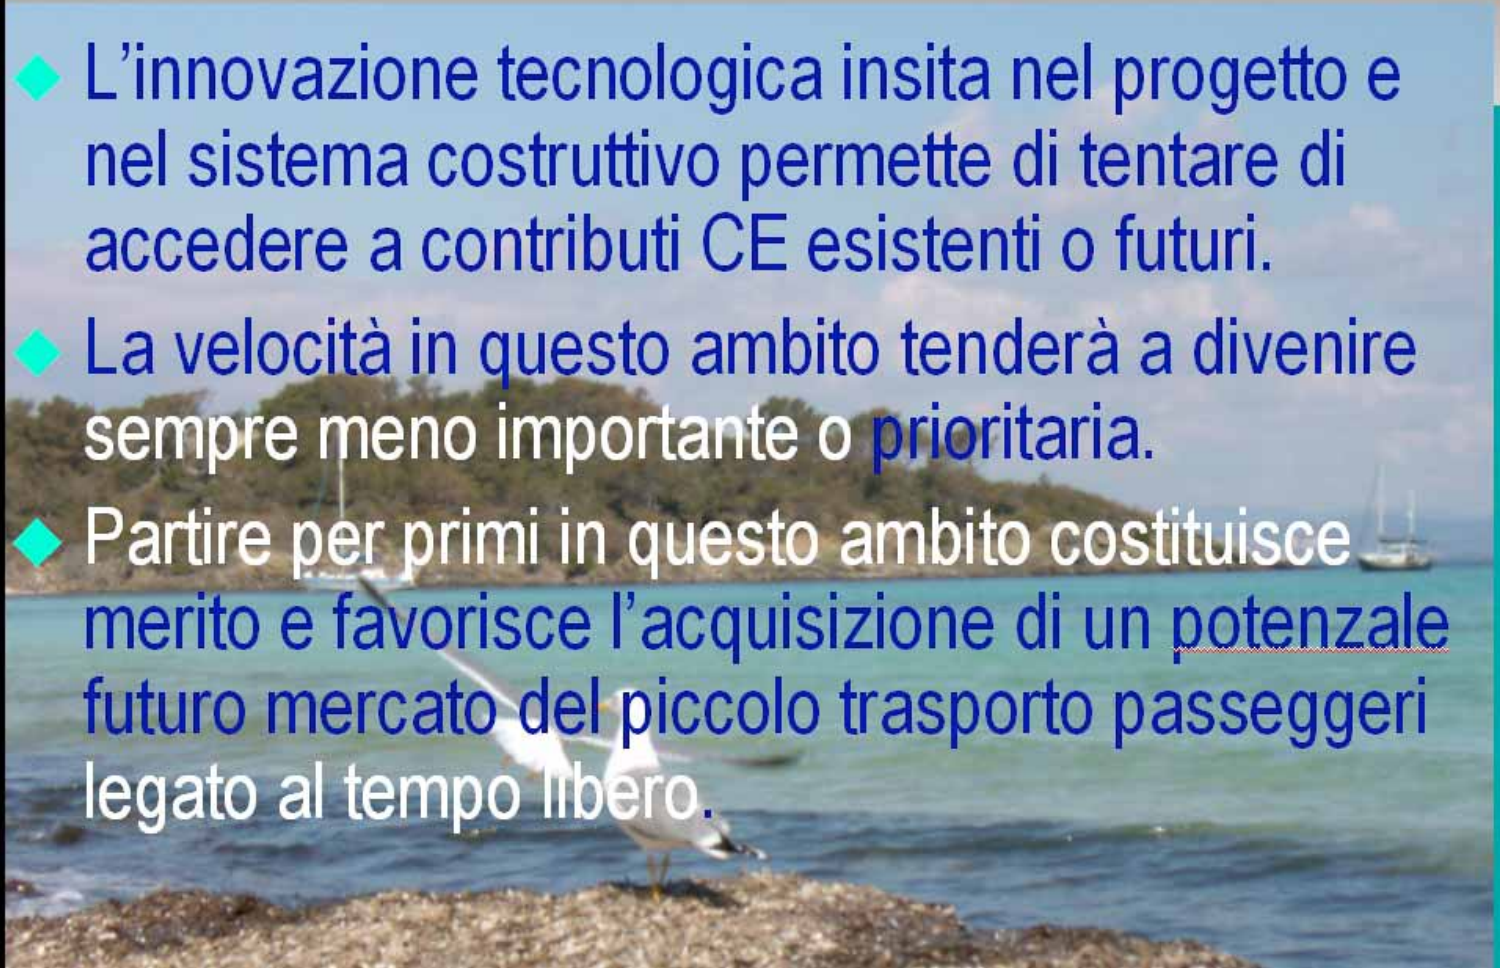 L’innovazione tecnologica insita nel progetto e
nel sistema costruttivo permette di tentare di
accedere a contributi CE esistenti o futuri.
La velocità in questo ambito tenderà a divenire
sempre meno importante o prioritaria.
Partire per primi in questo ambito costituisce
merito e favorisce l’acquisizione di un potenzale
futuro mercato del piccolo trasporto passeggeri
legato al tempo libero.